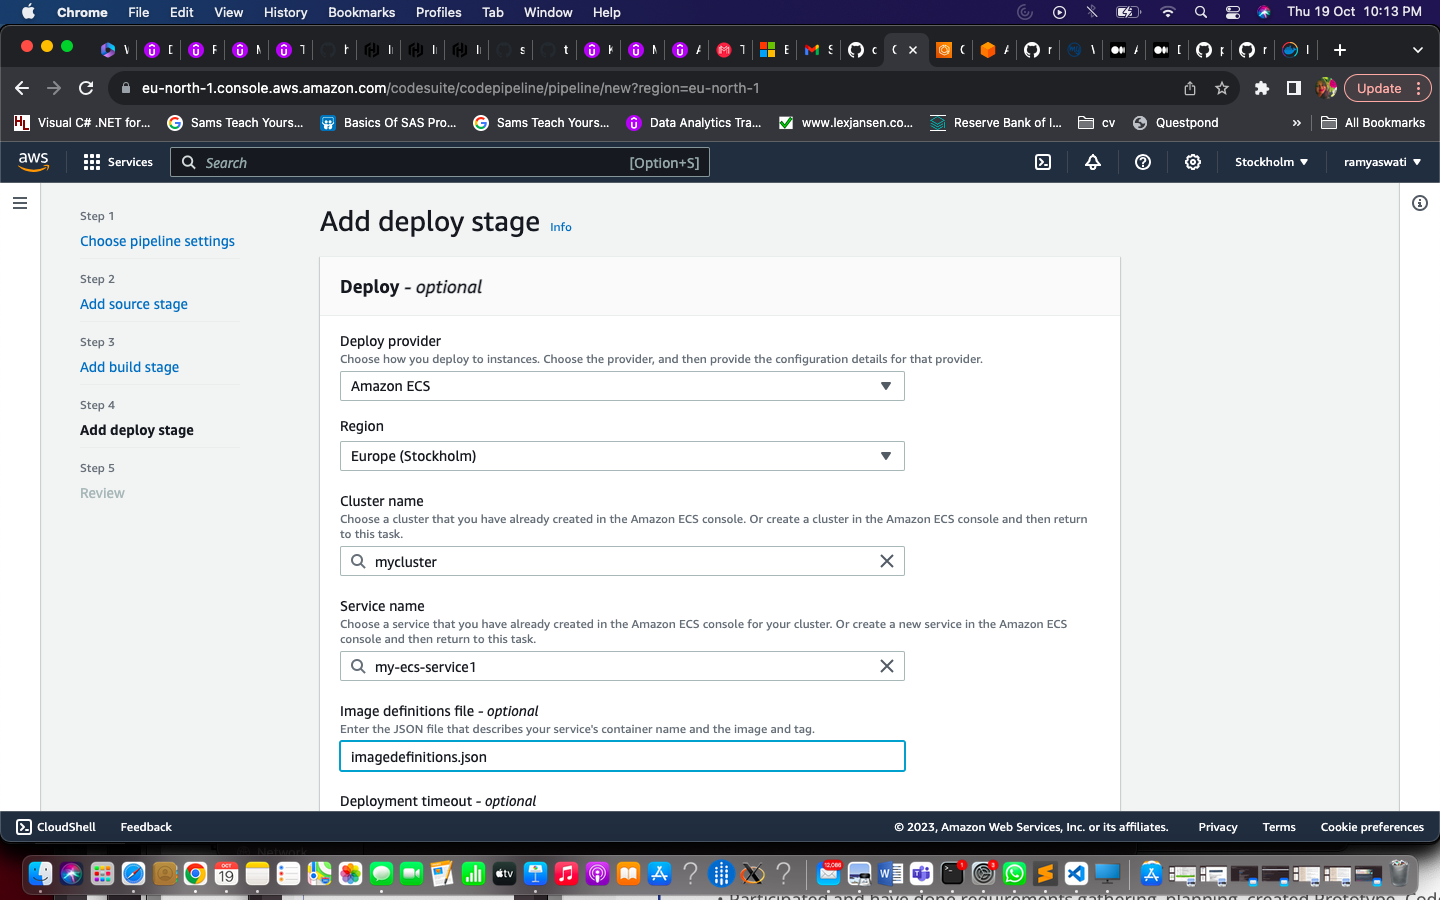 Chrome File Edit View History Bookmarks Profiles Tab Window Help Thu 19 Oct 10:13 PM
eu-north-1.console.aws.amazon.com/codesuite/codepipeline/pipeline/new?region=eu-north-1 Update
Visual C# .NET for... Sams Teach Yours... Basics Of SAS Pro... Sams Teach Yours... Data Analytics Tra... www.lexjansen.co... Reserve Bank of I... cv Questpond » All Bookmarks
aws Services Search [Option+S] Stockholm ramyaswati
Step 1
Choose pipeline settings
Step 2
Add source stage
Step 3
Add build stage
Step 4
Add deploy stage
Step 5
Review
Add deploy stage Info
Deploy - optional
Deploy provider
Choose how you deploy to instances. Choose the provider, and then provide the configuration details for that provider.
Amazon ECS
Region
Europe (Stockholm)
Cluster name
Choose a cluster that you have already created in the Amazon ECS console. Or create a cluster in the Amazon ECS console and then return
to this task.
mycluster
Service name
Choose a service that you have already created in the Amazon ECS console for your cluster. Or create a new service in the Amazon ECS
console and then return to this task.
my-ecs-service1
Image definitions file - optional
Enter the JSON file that describes your service's container name and the image and tag.
imagedefinitions.json
Deployment timeout - optional
CloudShell Feedback © 2023, Amazon Web Services, Inc. or its affiliates. Privacy Terms Cookie preferences